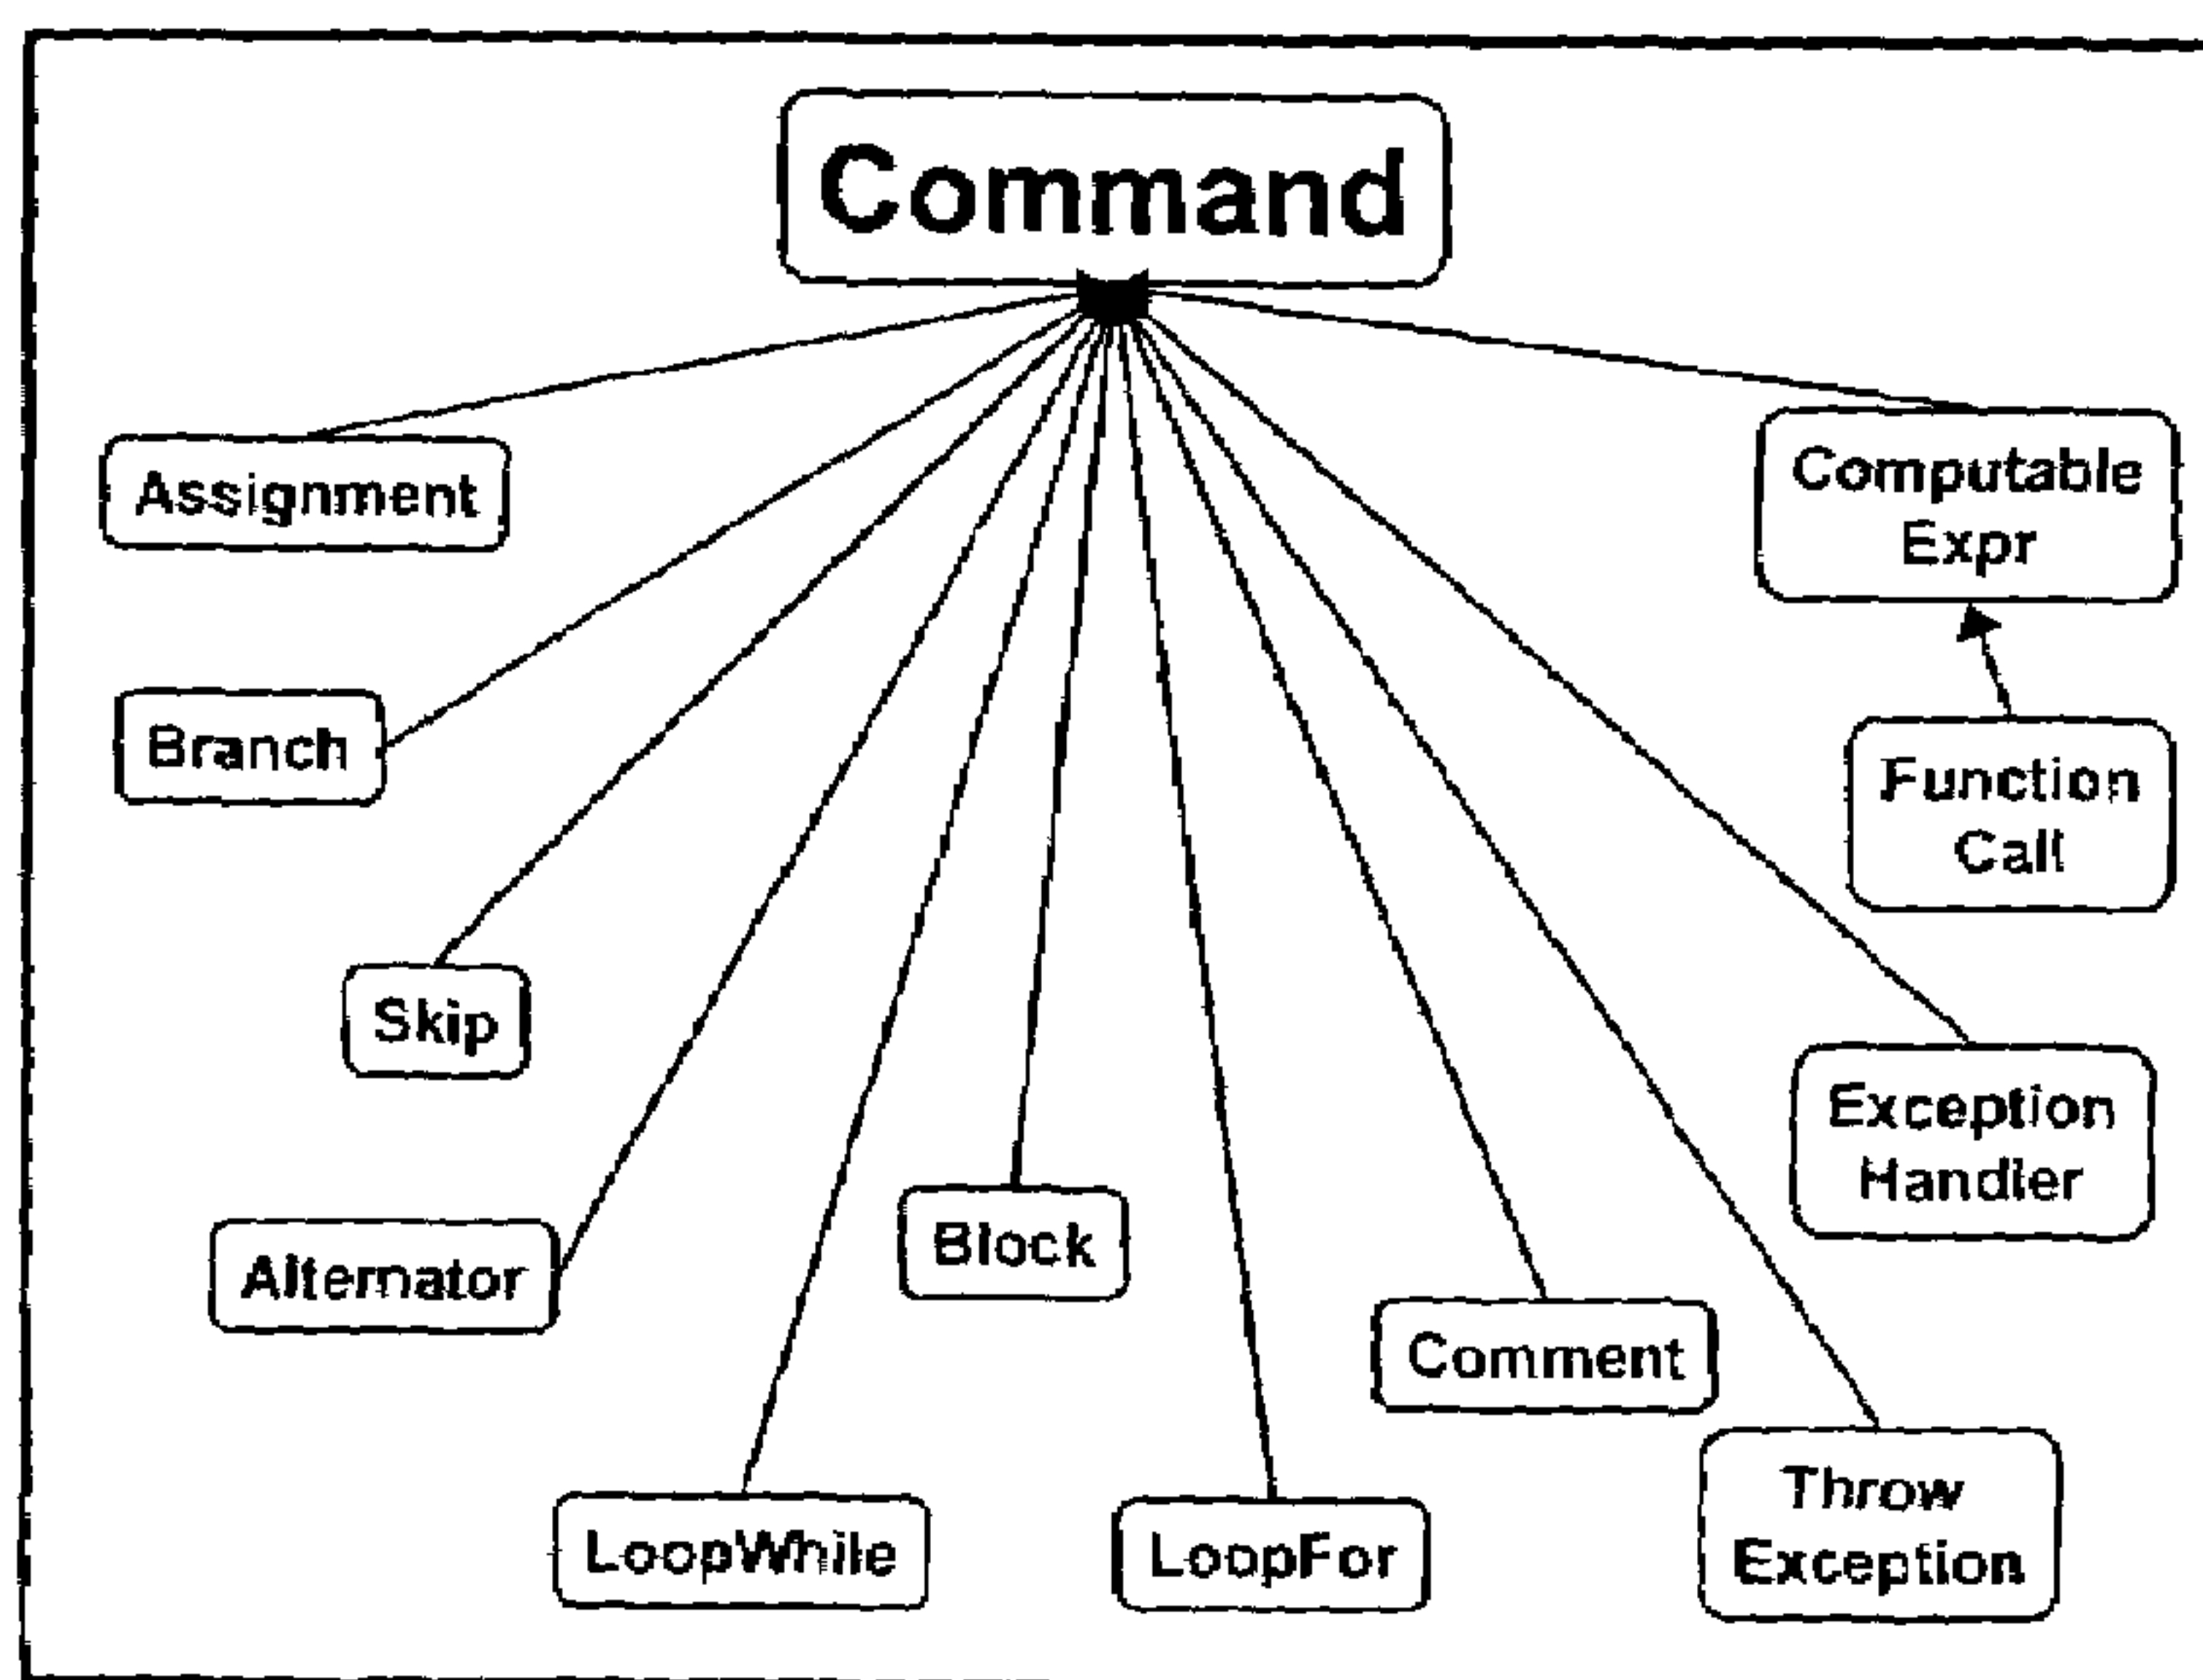 Command
Assignment
Computable
Expr
Branch
Function
Call
Skip
Exception
Handler
Alternator
Block
Comment
LoopWhile
LoopFor
Throw
Exception